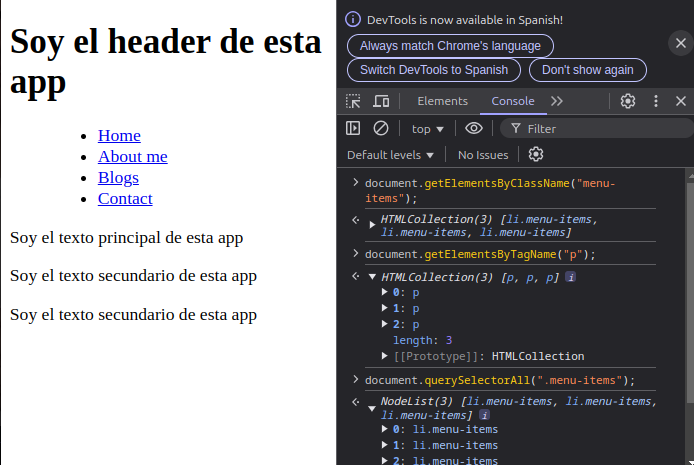 Soy el header de esta
app
Home
About me
Blogs
Contact
Soy el texto principal de esta app
Soy el texto secundario de esta app
Soy el texto secundario de esta app
DevTools is now available in Spanish!
Always match Chrome's language
Switch DevTools to Spanish Don't show again
Elements Console
top Filter
Default levels No Issues
document.getElementsByClassName("menu-
items");
HTMLCollection(3) [li.menu-items,
li.menu-items, li.menu-items]
document.getElementsByTagName("p");
HTMLCollection(3) [p, p, p] i
0: p
1: p
2: p
length: 3
[[Prototype]]: HTMLCollection
document.querySelectorAll(".menu-items");
NodeList(3) [li.menu-items, li.menu-items,
li.menu-items] i
0: li.menu-items
1: li.menu-items
2: li.menu-items